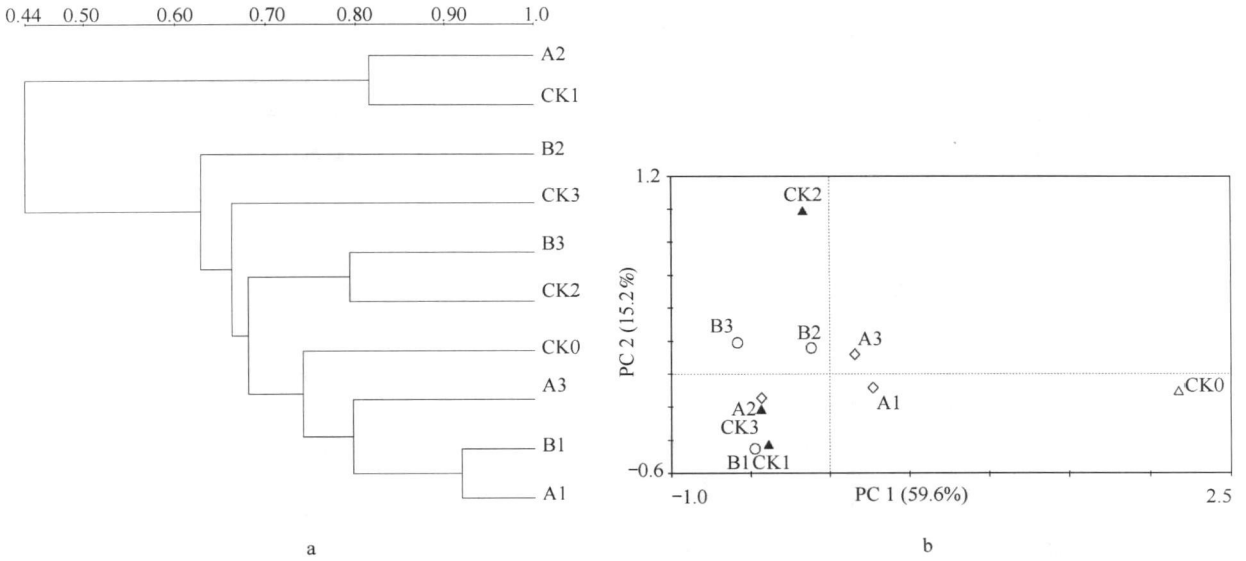 0.44 0.50 0.60 0.70 0.80 0.90 1.0
A2
CK1
B2
CK3
B3
CK2
CK0
A3
B1
A1
a
1.2
CK2
PC 2 (15.2%)
B3
B2
A3
CK0
A1
A2
CK3
B1CK1
−0.6
−1.0
PC 1 (59.6%)
2.5
b